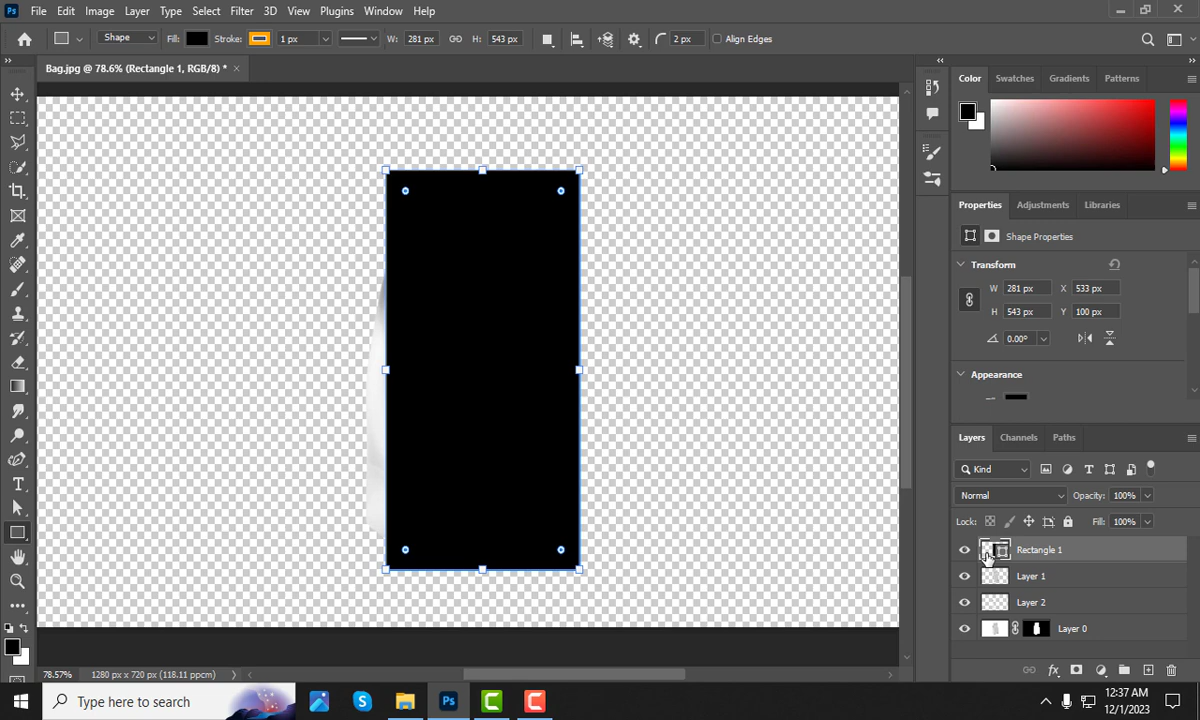 Ps File Edit Image Layer Type Select Filter 3D View Plugins Window Help
Shape Fill: Stroke: 1 px W: 281 px H: 543 px 2 px Align Edges
Bag.jpg @ 78.6% (Rectangle 1, RGB/8) * ×
Color Swatches Gradients Patterns
Properties Adjustments Libraries
Shape Properties
Transform
W 281 px X 533 px
H 543 px Y 100 px
0.00°
Appearance
Layers Channels Paths
Kind
Normal Opacity: 100%
Lock: Fill: 100%
Rectangle 1
Layer 1
Layer 2
Layer 0
78.57% 1280 px x 720 px (118.11 ppcm)
Type here to search
Ps
12:37 AM
12/1/2023